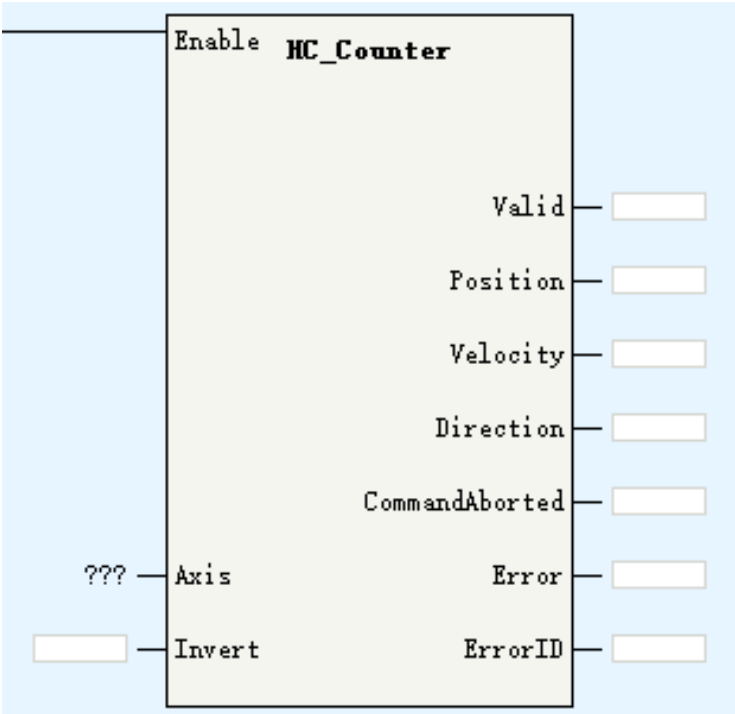 Enable HC_Counter
Valid
Position
Velocity
Direction
CommandAborted
??? Axis Error
Invert ErrorID